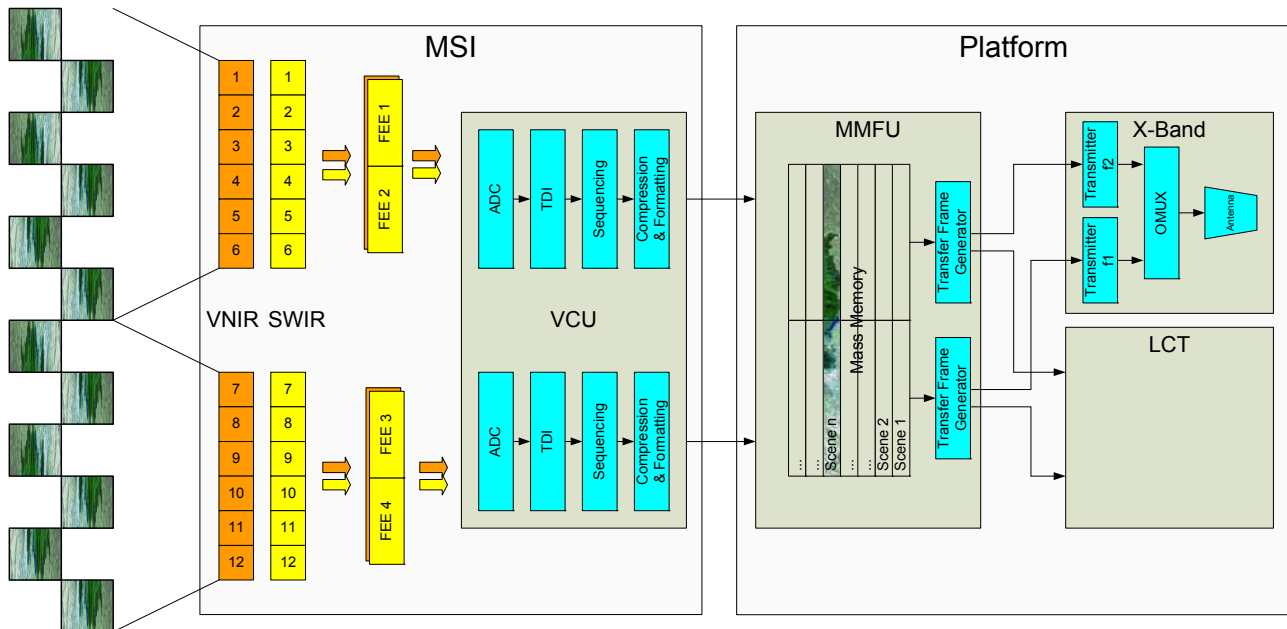 MSI
Platform
1
2
3
4
5
6
1
2
3
4
5
6
FEE 1
FEE 2
ADC
TDI
Sequencing
Compression
& Formatting
VNIR
SWIR
VCU
7
8
9
10
11
12
7
8
9
10
11
12
FEE 3
FEE 4
ADC
TDI
Sequencing
Compression
& Formatting
MMFU
Mass Memory
...
...
Scene n
...
...
Scene 2
Scene 1
Transfer Frame
Generator
Transfer Frame
Generator
X-Band
Transmitter
f2
Transmitter
f1
OMUX
Antenna
LCT